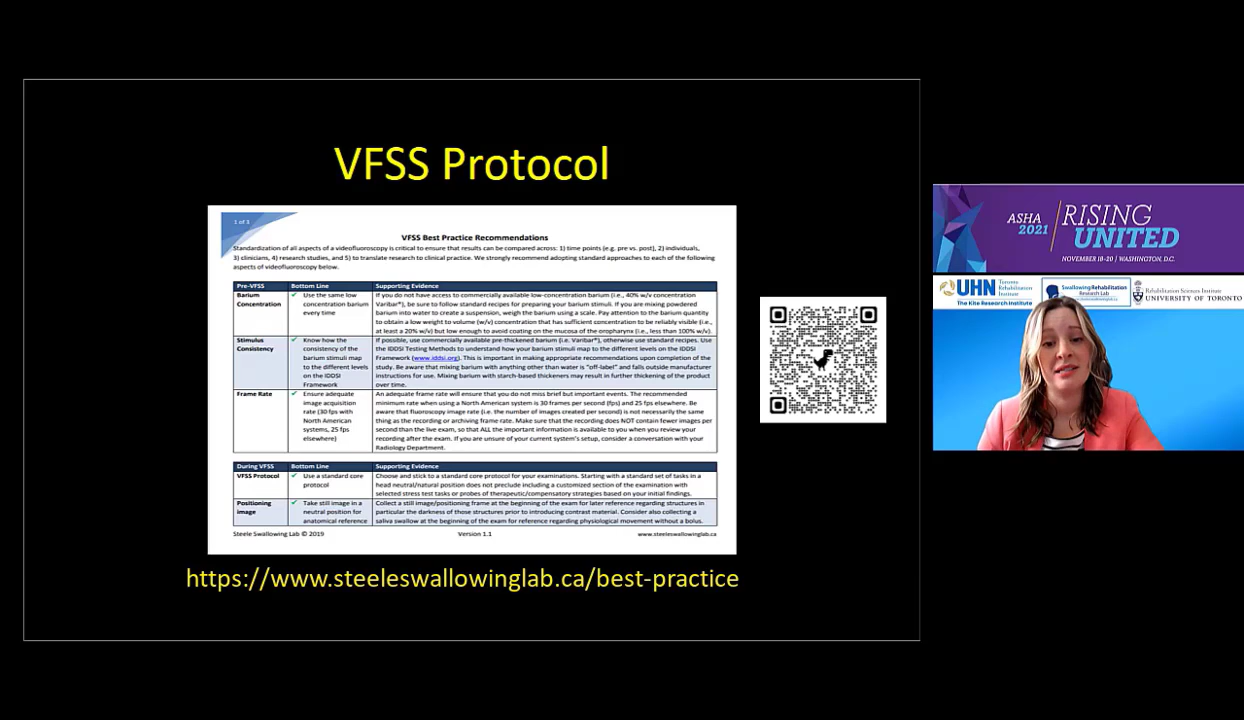 VFSS Protocol
1 of 3
VFSS Best Practice Recommendations
Standardization of all aspects of a videofluoroscopy is critical to ensure that results can be compared across: 1) time points (e.g. pre vs. post), 2) individuals,
3) clinicians, 4) research studies, and 5) to translate research to clinical practice. We strongly recommend adopting standard approaches to each of the following
aspects of videofluoroscopy below.
Pre-VFSS Bottom Line Supporting Evidence
Barium Concentration
✔ Use the same low
concentration barium
every time
If you do not have access to commercially available low-concentration barium (i.e., 40% w/v concentration
Varibar®), be sure to follow standard recipes for preparing your barium stimuli. If you are mixing powdered
barium into water to create a suspension, weigh the barium using a scale. Pay attention to the barium quantity
to obtain a low weight to volume (w/v) concentration that has sufficient concentration to be reliably visible (i.e.,
at least a 20% w/v) but low enough to avoid coating on the mucosa of the oropharynx (i.e., less than 100% w/v).
Stimulus
Consistency
✔ Know how the
consistency of the
barium stimuli map
to the different levels
on the IDDSI
Framework
If possible, use commercially available pre-thickened barium (i.e. Varibar®), otherwise use standard recipes. Use
the IDDSI Testing Methods to understand how your barium stimuli map to the different levels on the IDDSI
Framework (www.iddsi.org). This is important in making appropriate recommendations upon completion of the
study. Be aware that mixing barium with anything other than water is "off-label" and falls outside manufacturer
instructions for use. Mixing barium with starch-based thickeners may result in further thickening of the product
over time.
Frame Rate
✔ Ensure adequate
image acquisition
rate (30 fps with
North American
systems, 25 fps
elsewhere)
An adequate frame rate will ensure that you do not miss brief but important events. The recommended
minimum rate when using a North American system is 30 frames per second (fps) and 25 fps elsewhere. Be
aware that fluoroscopy image rate (i.e. the number of images created per second) is not necessarily the same
thing as the recording or archiving frame rate. Make sure that the recording does NOT contain fewer images per
second than the live exam, so that ALL the important information is available to you when you review your
recording after the exam. If you are unsure of your current system's setup, consider a conversation with your
Radiology Department.
During VFSS Bottom Line Supporting Evidence
VFSS Protocol
✔ Use a standard core
protocol
Choose and stick to a standard core protocol for your examinations. Starting with a standard set of tasks in a
head neutral/natural position does not preclude including a customized section of the examination with
selected stress test tasks or probes of therapeutic/compensatory strategies based on your initial findings.
Positioning
image
✔ Take still image in a
neutral position for
anatomical reference
Collect a still image/positioning frame at the beginning of the exam for later reference regarding structures in
particular the darkness of those structures prior to introducing contrast material. Consider also collecting a
saliva swallow at the beginning of the exam for reference regarding physiological movement without a bolus.
Steele Swallowing Lab © 2019 Version 1.1 www.steeleswallowinglab.ca
https://www.steeleswallowinglab.ca/best-practice
ASHA
2021
RISING
UNITED
NOVEMBER 18-20 / WASHINGTON, D.C.
UHN
Toronto
Rehabilitation
Institute
The Kite Research Institute
Swallowing Rehabilitation
Research Lab
Rehabilitation Sciences Institute
UNIVERSITY OF TORONTO